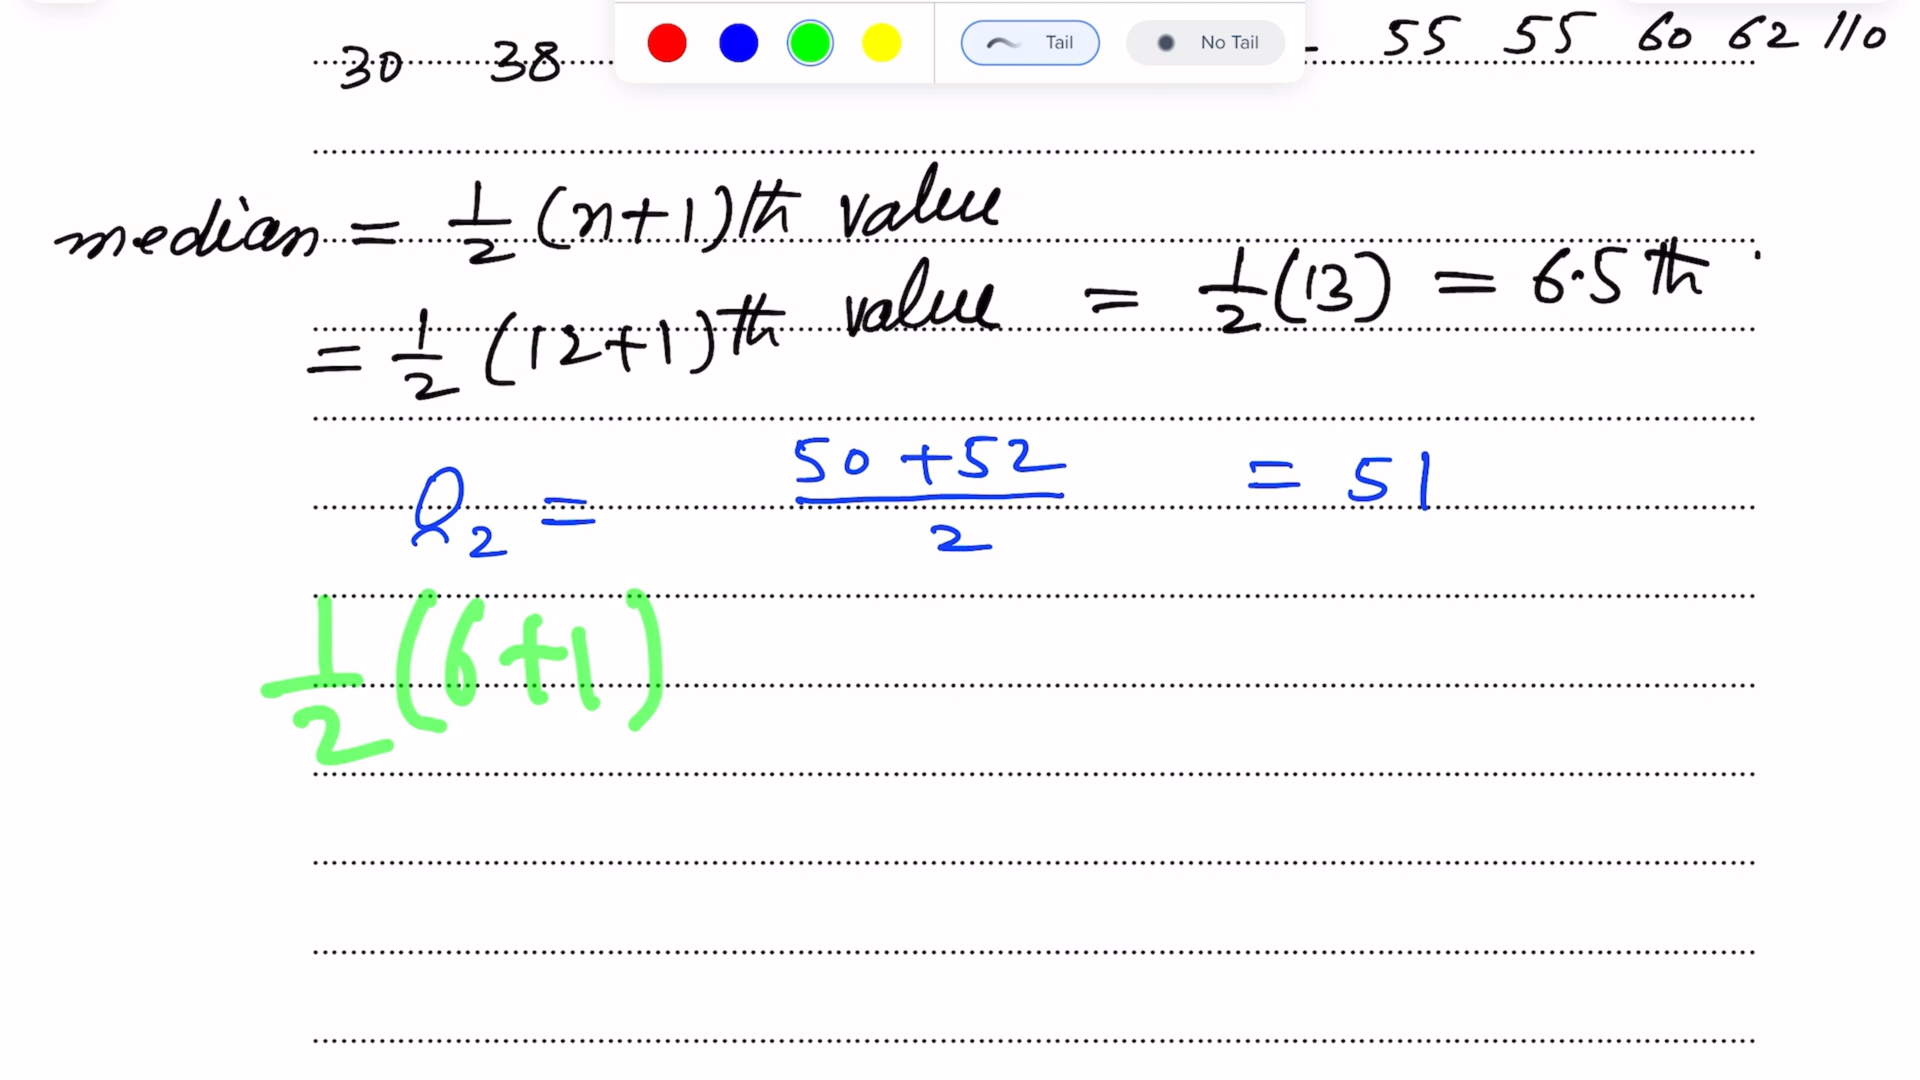 Tail No Tail
30 38 55 55 60 62 110
median = 1/2 (n+1)th value
= 1/2 (12+1)th value = 1/2 (13) = 6.5th
Q2 = (50+52)/2 = 51
1/2 (6+1)